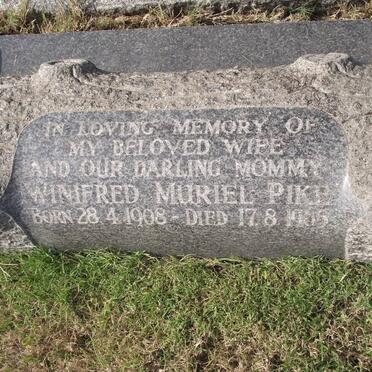 IN LOVING MEMORY OF
MY BELOVED WIFE
AND OUR DARLING MOMMY
WINIFRED MURIEL PIKE
BORN 28.4.1908 - DIED 17.8